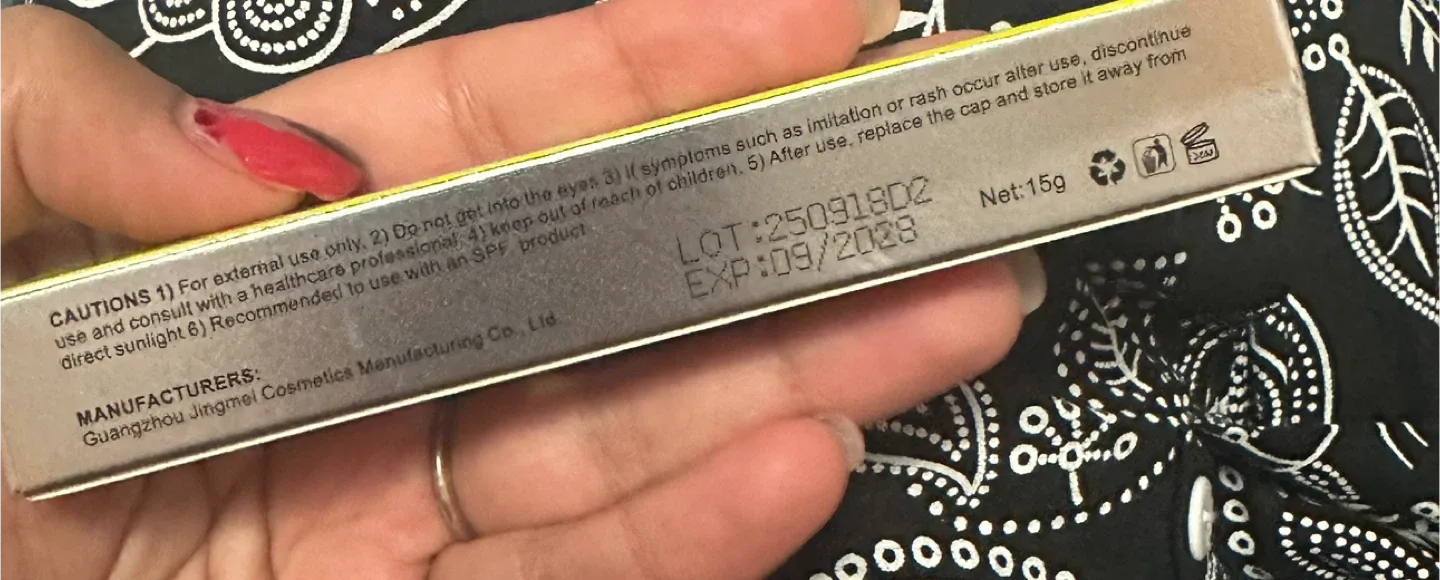 CAUTIONS 1) For external use only. 2) Do not get into the eyes 3) If symptoms such as imitation or rash occur alter use, discontinue
use and consult with a healthcare professional. 4) keep out of reach of children. 5) After use, replace the cap and store it away from
direct sunlight 6) Recommended to use with an SPF product
LOT:250918D2
EXP:09/2028
Net:15g
MANUFACTURERS:
Guangzhou Jingmei Cosmetics Manufacturing Co., Ltd